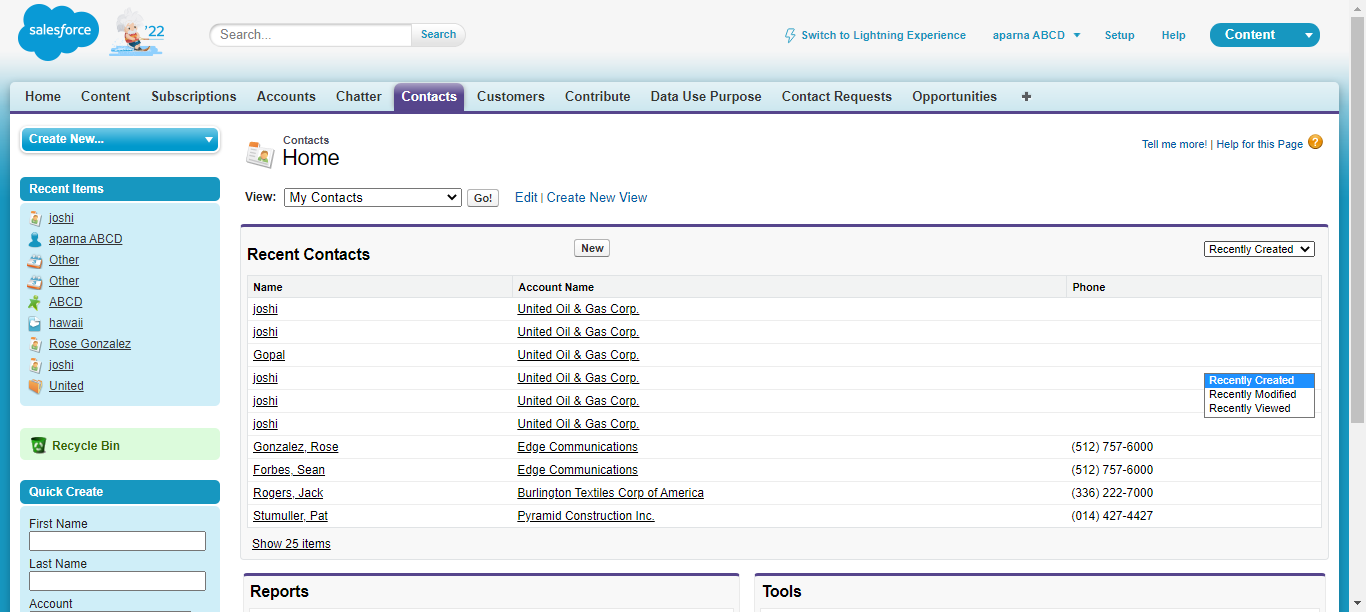 salesforce
'22
Search...
Search
Switch to Lightning Experience
aparna ABCD
Setup
Help
Content
Home Content Subscriptions Accounts Chatter Contacts Customers Contribute Data Use Purpose Contact Requests Opportunities +
Create New...
Recent Items
joshi
aparna ABCD
Other
Other
ABCD
hawaii
Rose Gonzalez
joshi
United
Recycle Bin
Quick Create
First Name
Last Name
Account
Contacts
Home
Tell me more! | Help for this Page ?
View: My Contacts Go! Edit | Create New View
Recent Contacts New Recently Created
Name Account Name Phone
joshi United Oil & Gas Corp.
joshi United Oil & Gas Corp.
Gopal United Oil & Gas Corp.
joshi United Oil & Gas Corp.
joshi United Oil & Gas Corp.
joshi United Oil & Gas Corp.
Gonzalez, Rose Edge Communications (512) 757-6000
Forbes, Sean Edge Communications (512) 757-6000
Rogers, Jack Burlington Textiles Corp of America (336) 222-7000
Stumuller, Pat Pyramid Construction Inc. (014) 427-4427
Recently Created
Recently Modified
Recently Viewed
Show 25 items
Reports
Tools